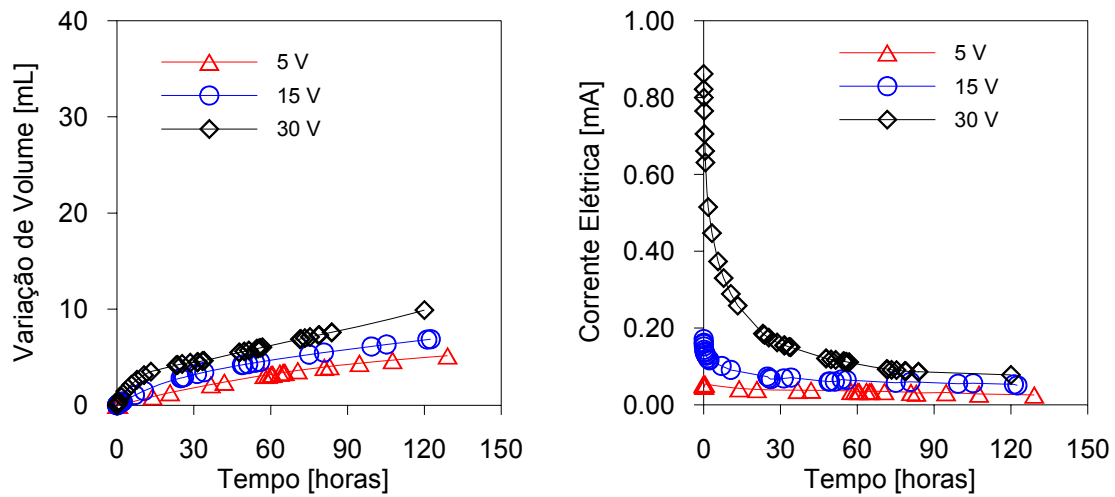 Variação de Volume [mL]
40
30
20
10
0
5 V
15 V
30 V
0 30 60 90 120 150
Tempo [horas]
Corrente Elétrica [mA]
1.00
0.80
0.60
0.40
0.20
0.00
5 V
15 V
30 V
0 30 60 90 120 150
Tempo [horas]